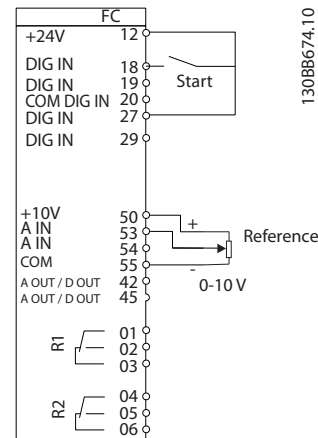 FC
+24V 12
DIG IN 18
DIG IN 19
COM DIG IN 20
DIG IN 27
DIG IN 29
Start
+10V 50
A IN 53
A IN 54
COM 55
A OUT / D OUT 42
A OUT / D OUT 45
+
-
Reference
0-10 V
R1
01
02
03
R2
04
05
06
130BB674.10